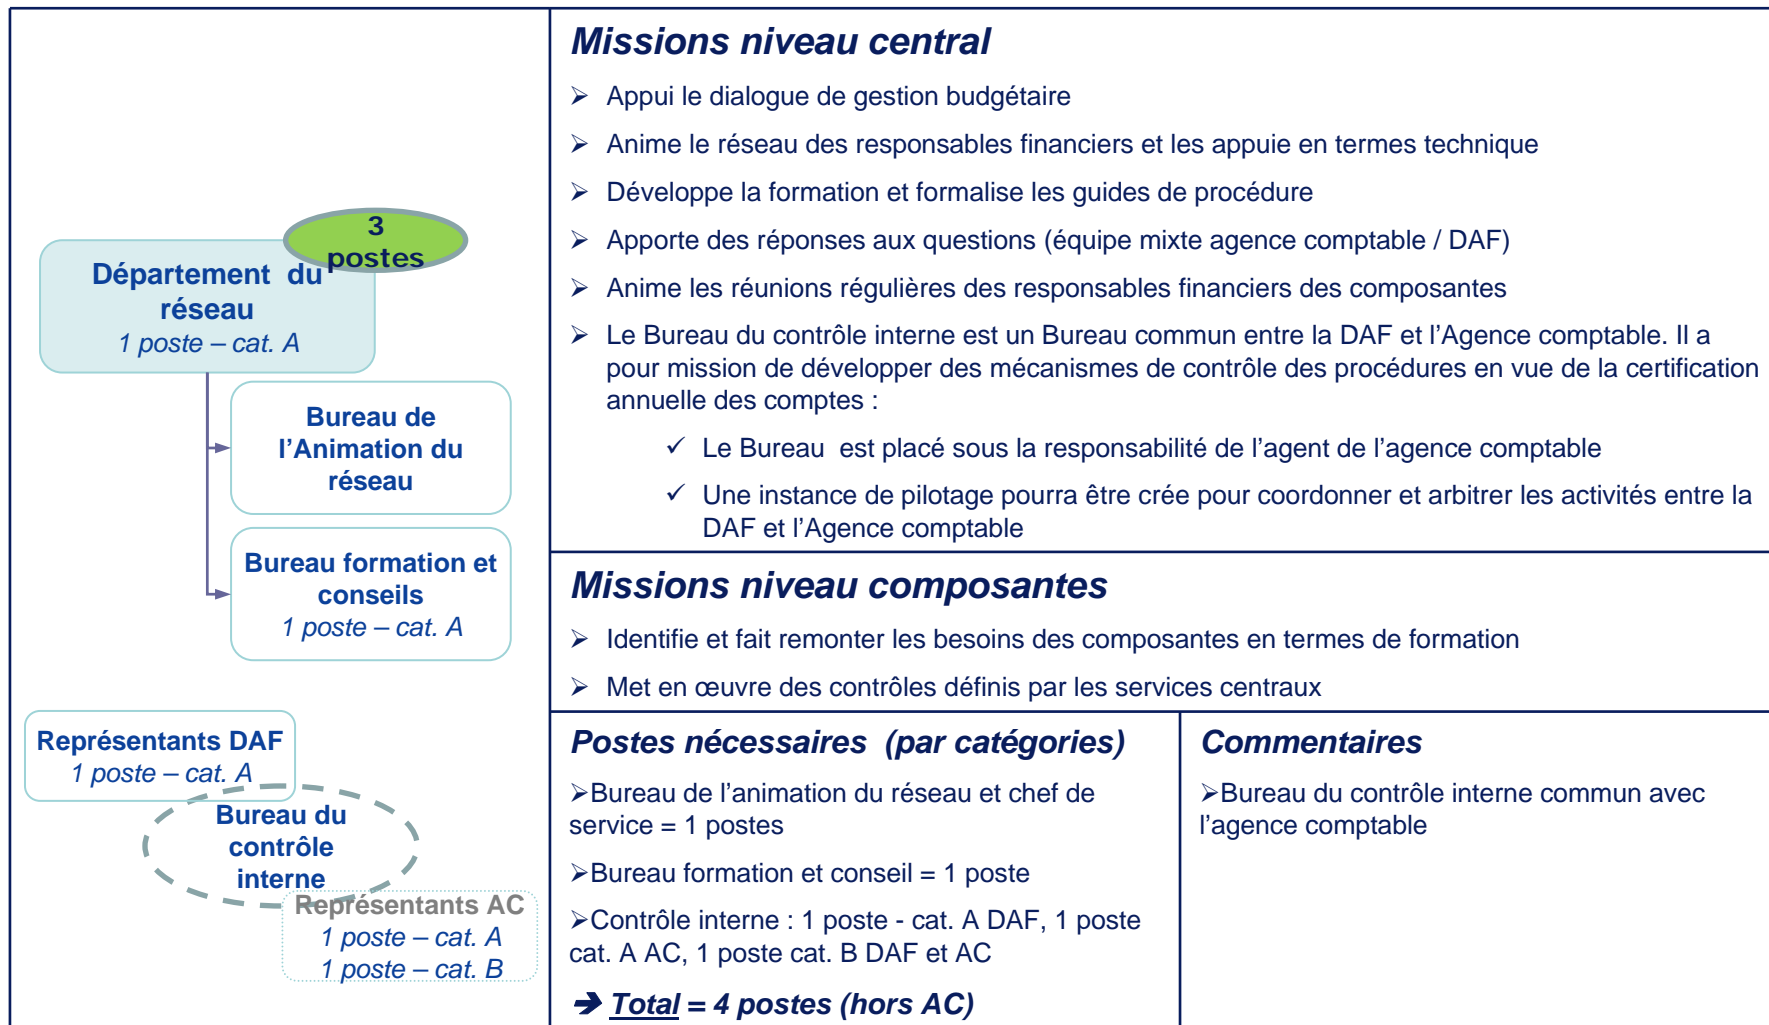 3
postes
Département  du
réseau
1 poste – cat. A
Bureau de
l’Animation du
réseau
Bureau formation et
conseils
1 poste – cat. A
Représentants DAF
1 poste – cat. A
Bureau du
contrôle
interne
Représentants AC
1 poste – cat. A
1 poste – cat. B
Missions niveau central
➢ Appui le dialogue de gestion budgétaire
➢ Anime le réseau des responsables financiers et les appuie en termes technique
➢ Développe la formation et formalise les guides de procédure
➢ Apporte des réponses aux questions (équipe mixte agence comptable / DAF)
➢ Anime les réunions régulières des responsables financiers des composantes
➢ Le Bureau du contrôle interne est un Bureau commun entre la DAF et l’Agence comptable. Il a
pour mission de développer des mécanismes de contrôle des procédures en vue de la certification
annuelle des comptes :
✓ Le Bureau  est placé sous la responsabilité de l’agent de l’agence comptable
✓ Une instance de pilotage pourra être crée pour coordonner et arbitrer les activités entre la
DAF et l’Agence comptable
Missions niveau composantes
➢ Identifie et fait remonter les besoins des composantes en termes de formation
➢ Met en œuvre des contrôles définis par les services centraux
Postes nécessaires  (par catégories)
➢Bureau de l’animation du réseau et chef de
service = 1 postes
➢Bureau formation et conseil = 1 poste
➢Contrôle interne : 1 poste - cat. A DAF, 1 poste
cat. A AC, 1 poste cat. B DAF et AC
➔ Total = 4 postes (hors AC)
Commentaires
➢Bureau du contrôle interne commun avec
l’agence comptable